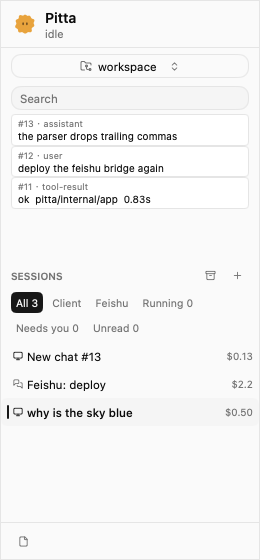 Pitta
idle
workspace
Search
#13 · assistant
the parser drops trailing commas
#12 · user
deploy the feishu bridge again
#11 · tool-result
ok pitta/internal/app 0.83s
SESSIONS
All 3 Client Feishu Running 0
Needs you 0 Unread 0
New chat #13 $0.13
Feishu: deploy $2.2
why is the sky blue $0.50